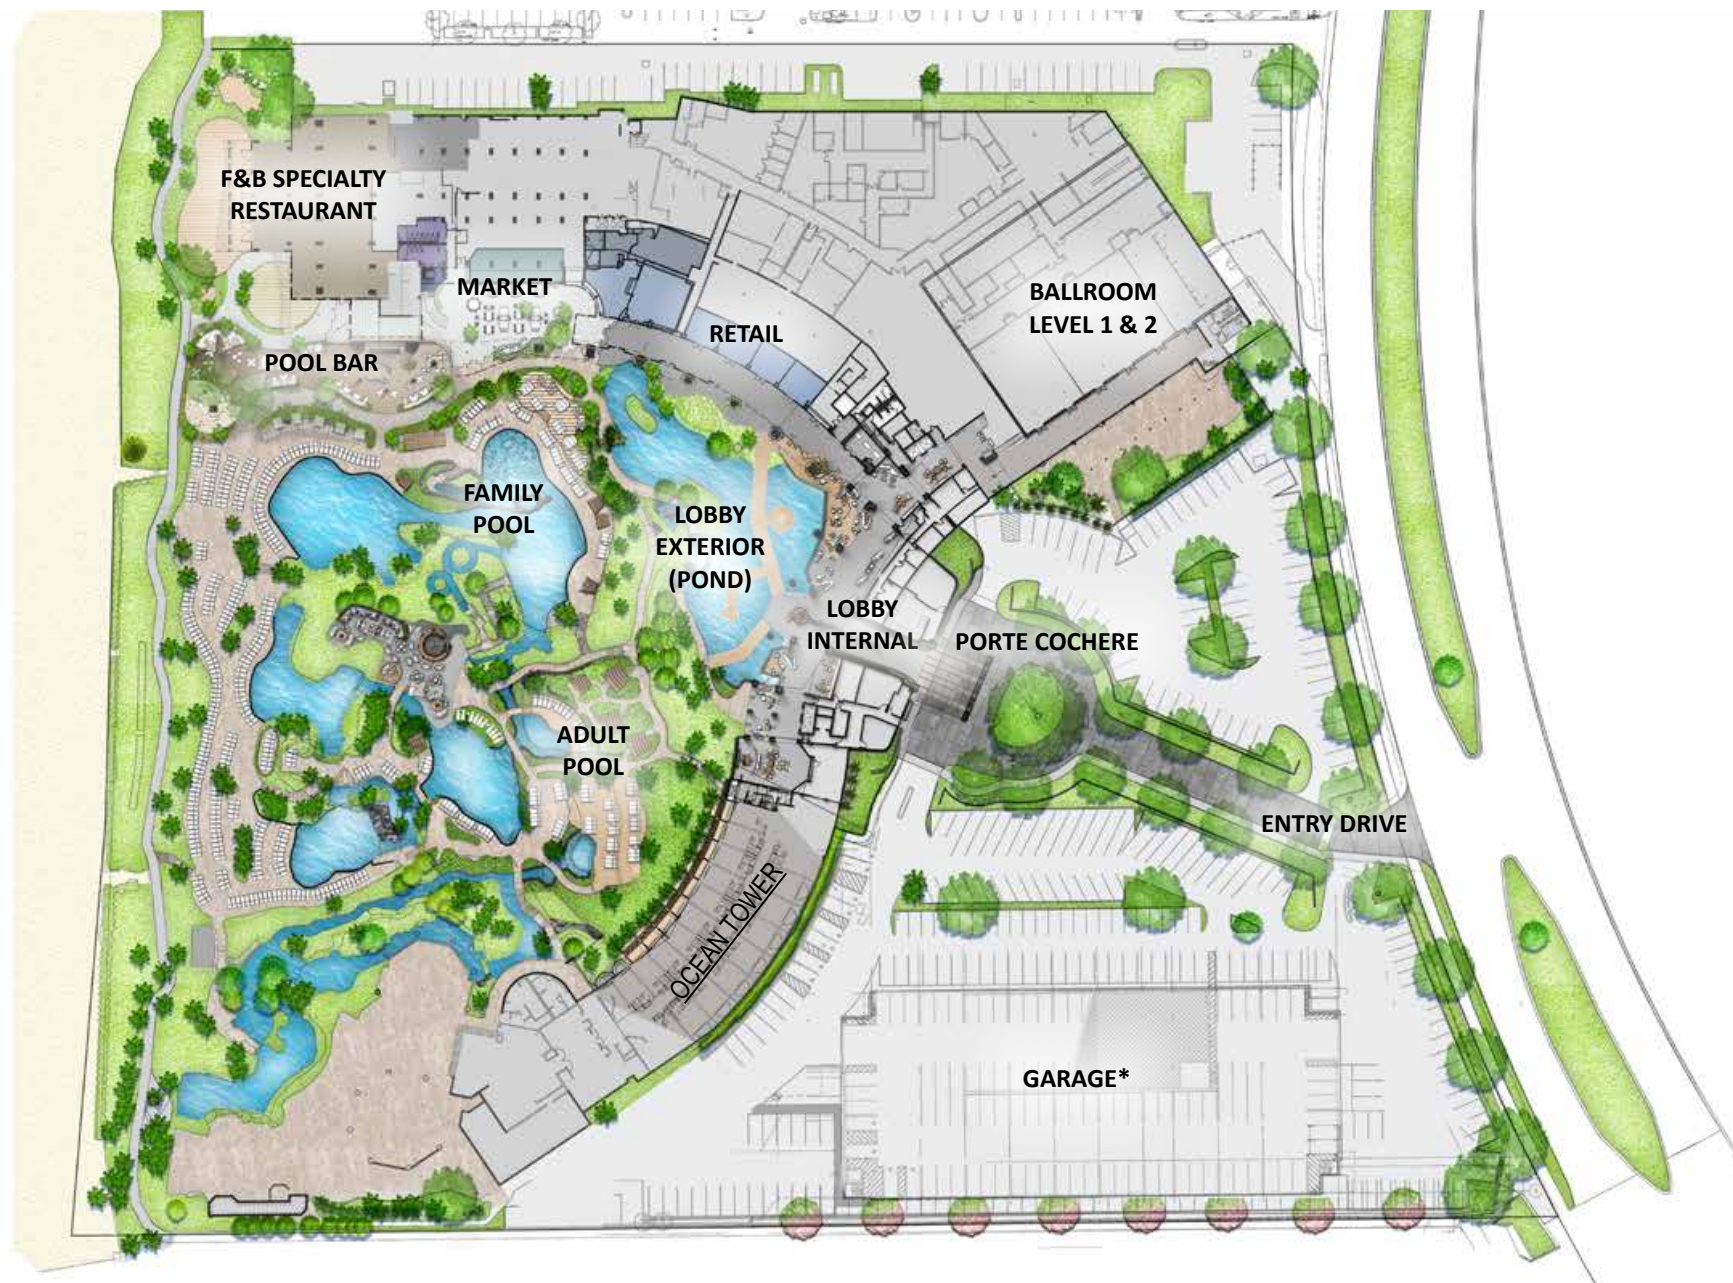 F&B SPECIALTY
RESTAURANT
MARKET
RETAIL
BALLROOM
LEVEL 1 & 2
POOL BAR
FAMILY
POOL
LOBBY
EXTERIOR
(POND)
LOBBY
INTERNAL
PORTE COCHERE
ADULT
POOL
ENTRY DRIVE
OCEAN TOWER
GARAGE*